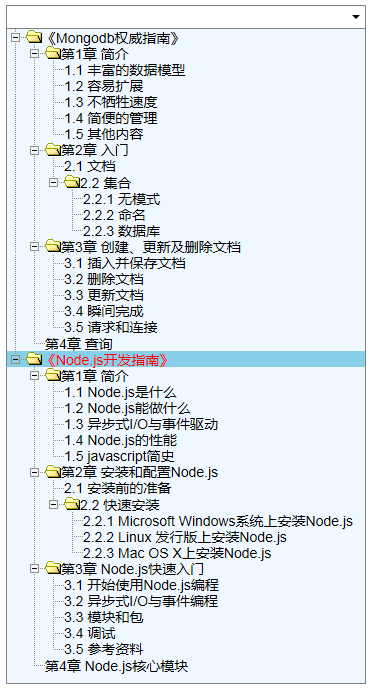 《Mongodb权威指南》
第1章 简介
1.1 丰富的数据模型
1.2 容易扩展
1.3 不牺牲速度
1.4 简便的管理
1.5 其他内容
第2章 入门
2.1 文档
2.2 集合
2.2.1 无模式
2.2.2 命名
2.2.3 数据库
第3章 创建、更新及删除文档
3.1 插入并保存文档
3.2 删除文档
3.3 更新文档
3.4 瞬间完成
3.5 请求和连接
第4章 查询
《Node.js开发指南》
第1章 简介
1.1 Node.js是什么
1.2 Node.js能做什么
1.3 异步式I/O与事件驱动
1.4 Node.js的性能
1.5 javascript简史
第2章 安装和配置Node.js
2.1 安装前的准备
2.2 快速安装
2.2.1 Microsoft Windows系统上安装Node.js
2.2.2 Linux 发行版上安装Node.js
2.2.3 Mac OS X上安装Node.js
第3章 Node.js快速入门
3.1 开始使用Node.js编程
3.2 异步式I/O与事件编程
3.3 模块和包
3.4 调试
3.5 参考资料
第4章 Node.js核心模块